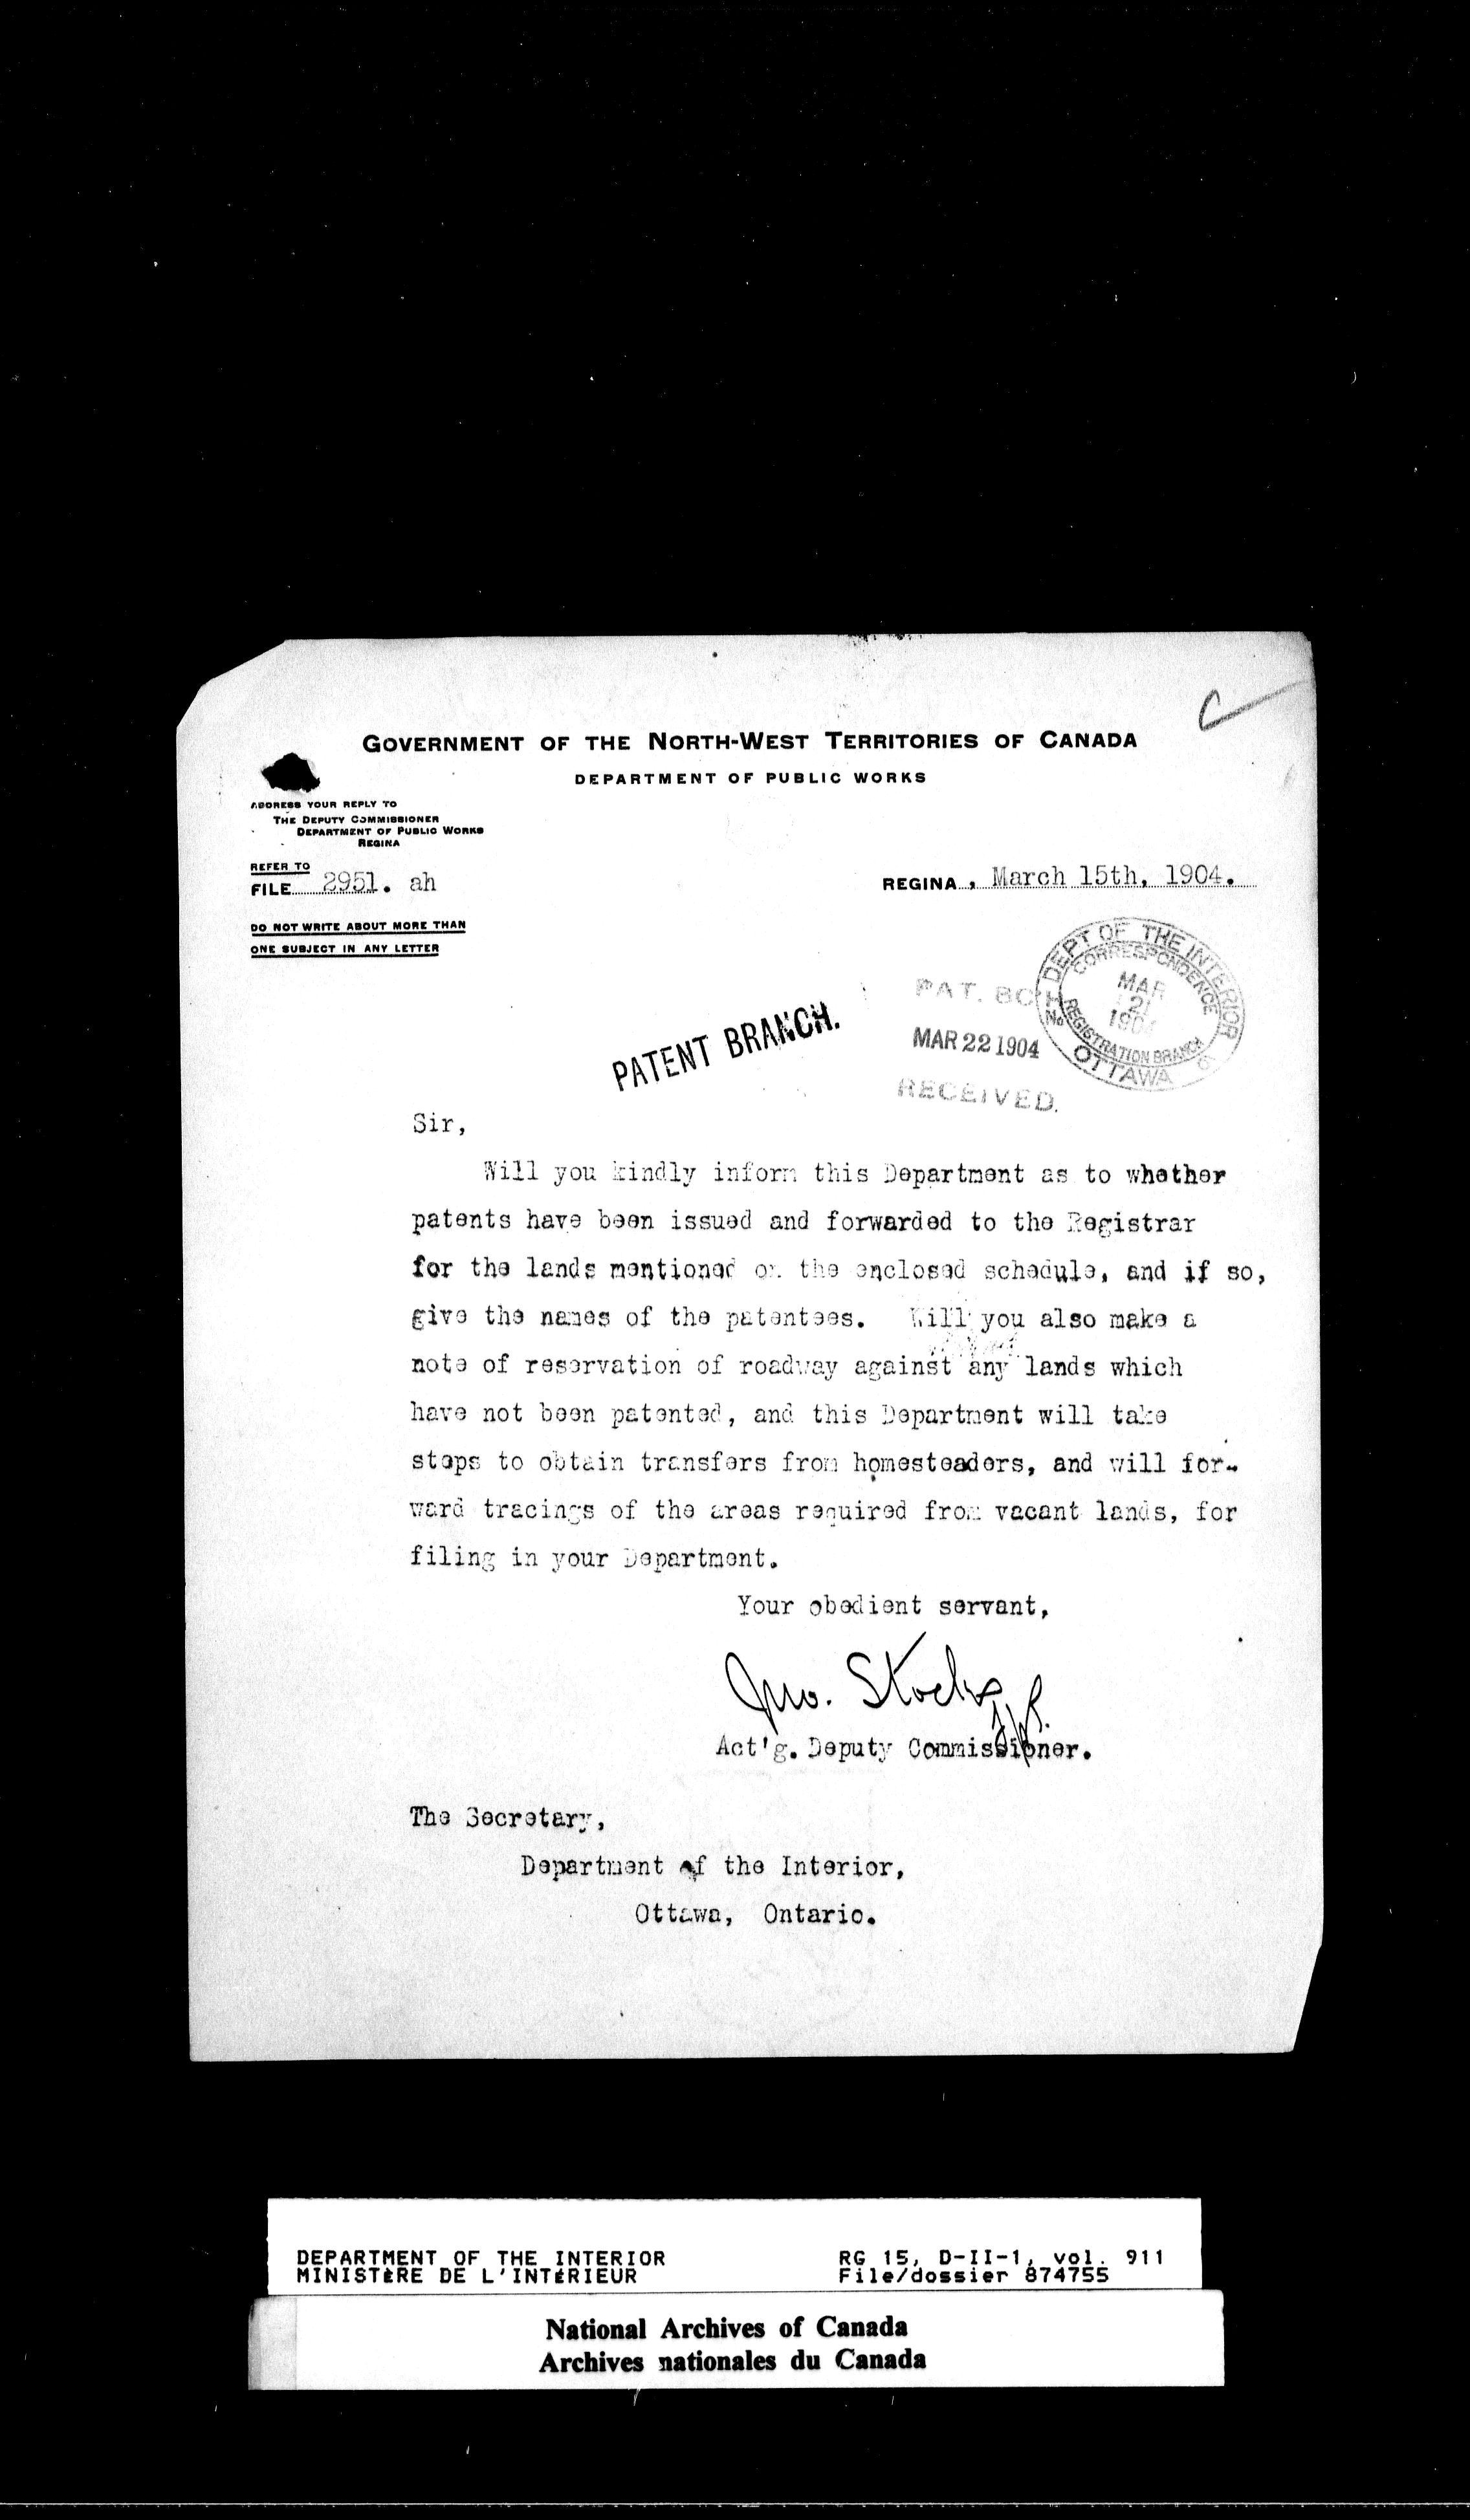 GOVERNMENT OF THE NORTH-WEST TERRITORIES OF CANADA
DEPARTMENT OF PUBLIC WORKS
ADDRESS YOUR REPLY TO
THE DEPUTY COMMISSIONER
DEPARTMENT OF PUBLIC WORKS
REGINA
REFER TO
FILE 2951. ah
REGINA, March 15th, 1904.
DO NOT WRITE ABOUT MORE THAN
ONE SUBJECT IN ANY LETTER
DEPT OF THE INTERIOR
CORRESPONDENCE
MAR
21
1904
REGISTRATION BRANCH
OTTAWA
PAT. BCH
MAR 22 1904
RECEIVED.
PATENT BRANCH.
Sir,
Will you kindly inform this Department as to whether
patents have been issued and forwarded to the Registrar
for the lands mentioned on the enclosed schedule, and if so,
give the names of the patentees. Will you also make a
note of reservation of roadway against any lands which
have not been patented, and this Department will take
steps to obtain transfers from homesteaders, and will for-
ward tracings of the areas required from vacant lands, for
filing in your Department.
Your obedient servant,
Jno. Stocks
Act'g. Deputy Commissioner.
The Secretary,
Department of the Interior,
Ottawa, Ontario.
DEPARTMENT OF THE INTERIOR RG 15, D-II-1, vol. 911
MINISTÈRE DE L'INTÉRIEUR File/dossier 874755
National Archives of Canada
Archives nationales du Canada